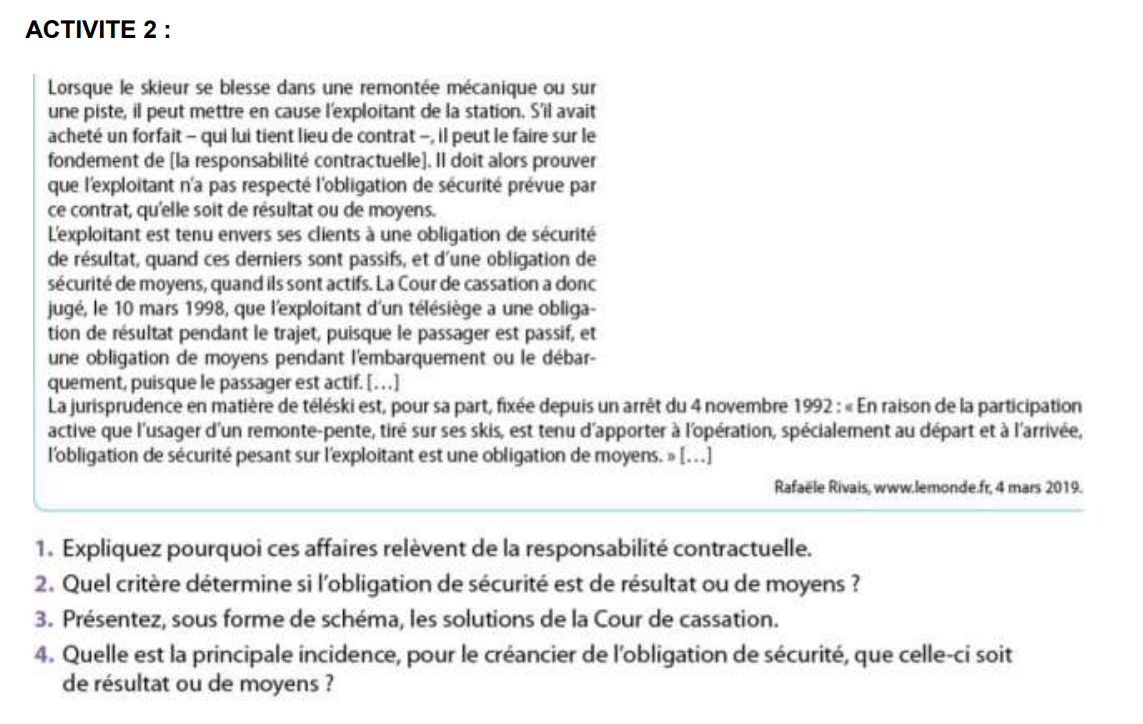 ACTIVITE 2 :
Lorsque le skieur se blesse dans une remontée mécanique ou sur
une piste, il peut mettre en cause l'exploitant de la station. S'il avait
acheté un forfait – qui lui tient lieu de contrat –, il peut le faire sur le
fondement de [la responsabilité contractuelle]. Il doit alors prouver
que l'exploitant n'a pas respecté l'obligation de sécurité prévue par
ce contrat, qu'elle soit de résultat ou de moyens.
L'exploitant est tenu envers ses clients à une obligation de sécurité
de résultat, quand ces derniers sont passifs, et d'une obligation de
sécurité de moyens, quand ils sont actifs. La Cour de cassation a donc
jugé, le 10 mars 1998, que l'exploitant d'un télésiège a une obliga-
tion de résultat pendant le trajet, puisque le passager est passif, et
une obligation de moyens pendant l'embarquement ou le débar-
quement, puisque le passager est actif. […]
La jurisprudence en matière de téléski est, pour sa part, fixée depuis un arrêt du 4 novembre 1992 : « En raison de la participation
active que l'usager d'un remonte-pente, tiré sur ses skis, est tenu d'apporter à l'opération, spécialement au départ et à l'arrivée,
l'obligation de sécurité pesant sur l'exploitant est une obligation de moyens. » […]
Rafaële Rivais, www.lemonde.fr, 4 mars 2019.
1. Expliquez pourquoi ces affaires relèvent de la responsabilité contractuelle.
2. Quel critère détermine si l'obligation de sécurité est de résultat ou de moyens ?
3. Présentez, sous forme de schéma, les solutions de la Cour de cassation.
4. Quelle est la principale incidence, pour le créancier de l'obligation de sécurité, que celle-ci soit
de résultat ou de moyens ?